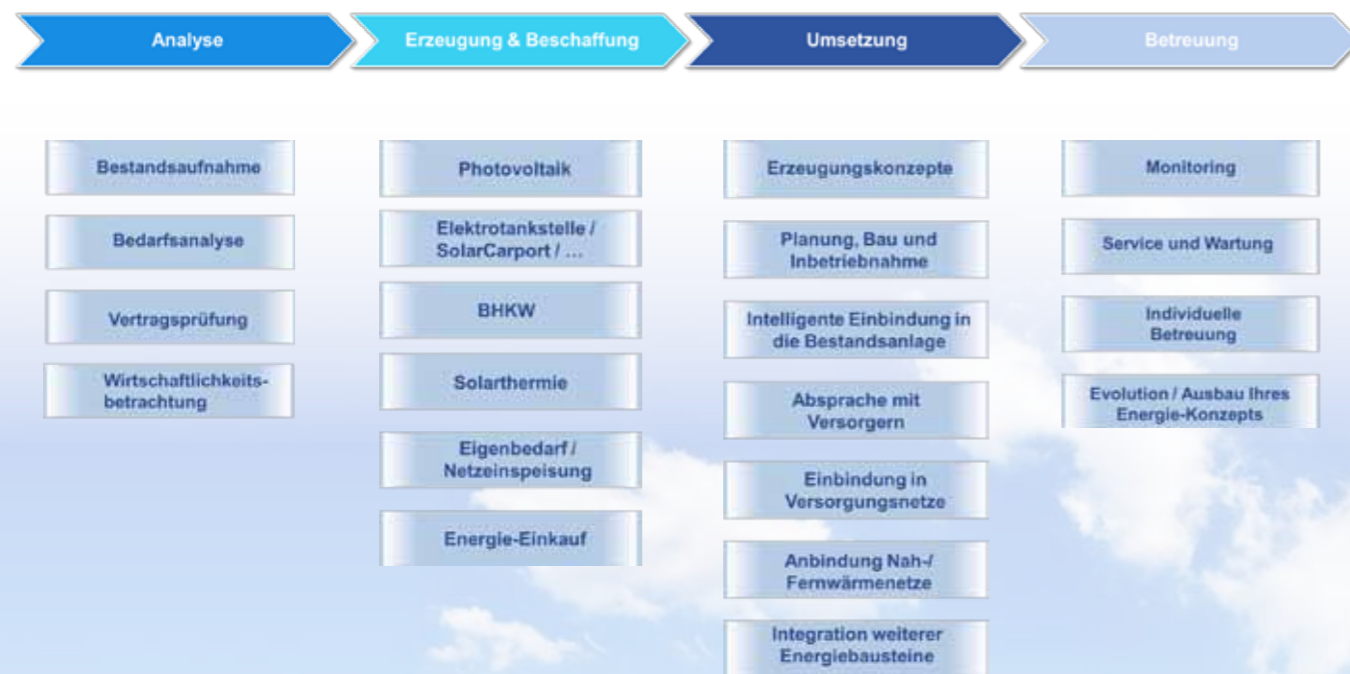 Analyse
Erzeugung & Beschaffung
Umsetzung
Betreuung
Bestandsaufnahme
Bedarfsanalyse
Vertragsprüfung
Wirtschaftlichkeits-
betrachtung
Photovoltaik
Elektrotankstelle /
SolarCarport / ...
BHKW
Solarthermie
Eigenbedarf /
Netzeinspeisung
Energie-Einkauf
Erzeugungskonzepte
Planung, Bau und
Inbetriebnahme
Intelligente Einbindung in
die Bestandsanlage
Absprache mit
Versorgern
Einbindung in
Versorgungsnetze
Anbindung Nah-/
Fernwärmenetze
Integration weiterer
Energiebausteine
Monitoring
Service und Wartung
Individuelle
Betreuung
Evolution / Ausbau Ihres
Energie-Konzepts